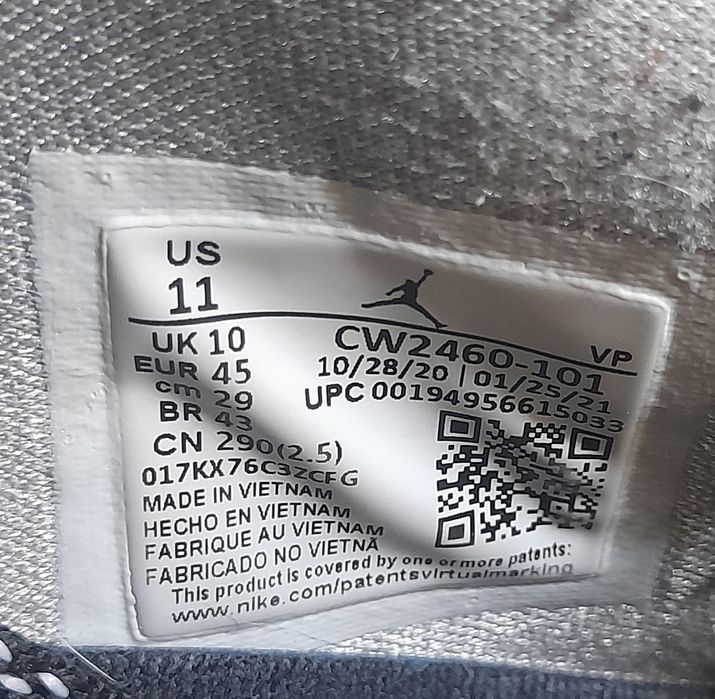 US
11
UK 10
EUR 45
cm 29
BR 43
CN 290(2.5)
CW2460-101 VP
10/28/20 | 01/25/21
UPC 00194956615033
017KX76C3ZCFG
MADE IN VIETNAM
HECHO EN VIETNAM
FABRIQUE AU VIETNAM
FABRICADO NO VIETNÃ
This product is covered by one or more patents:
www.nike.com/patentsvirtualmarking